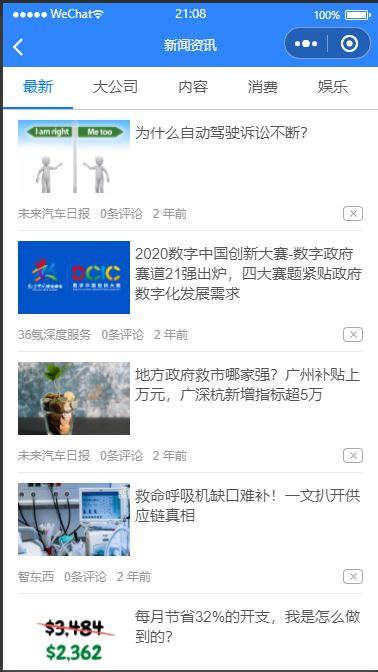 WeChat
21:08
100%
新闻资讯
最新
大公司
内容
消费
娱乐
I am right
Me too
为什么自动驾驶诉讼不断?
未来汽车日报 0条评论 2 年前
DCIC
数字中国创新大赛
2020数字中国创新大赛-数字政府
赛道21强出炉，四大赛题紧贴政府
数字化发展需求
36氪深度服务 0条评论 2 年前
地方政府救市哪家强？广州补贴上
万元，广深杭新增指标超5万
未来汽车日报 0条评论 2 年前
救命呼吸机缺口难补！一文扒开供
应链真相
智东西 0条评论 2 年前
$3,484
$2,362
每月节省32%的开支，我是怎么做
到的?